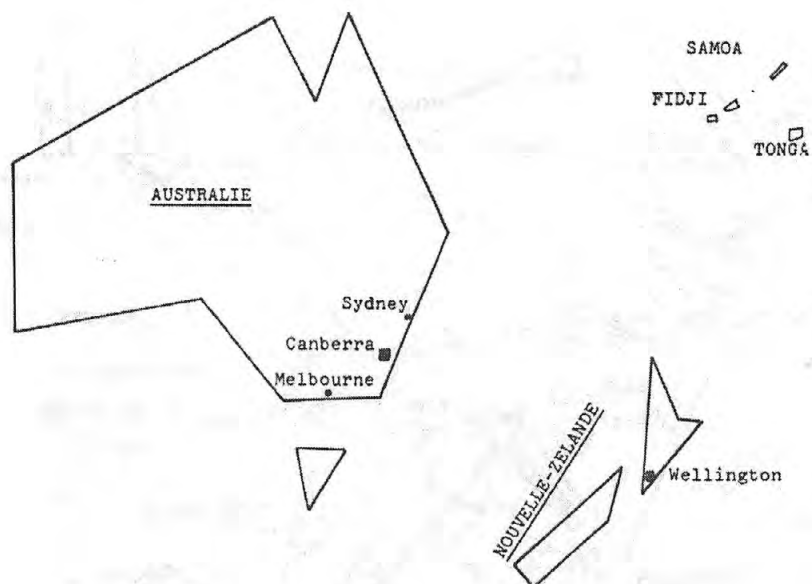 SAMOA
FIDJI
TONGA
AUSTRALIE
Sydney
Canberra
Melbourne
NOUVELLE-ZELANDE
Wellington